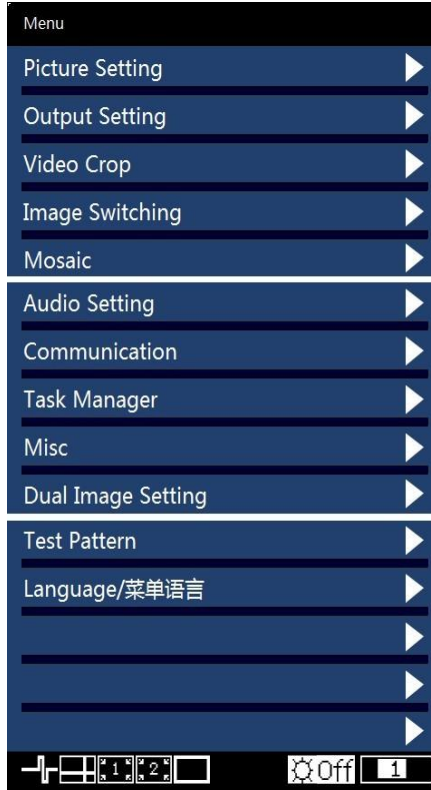 Menu
Picture Setting
Output Setting
Video Crop
Image Switching
Mosaic
Audio Setting
Communication
Task Manager
Misc
Dual Image Setting
Test Pattern
Language/菜单语言
1 2 Off 1